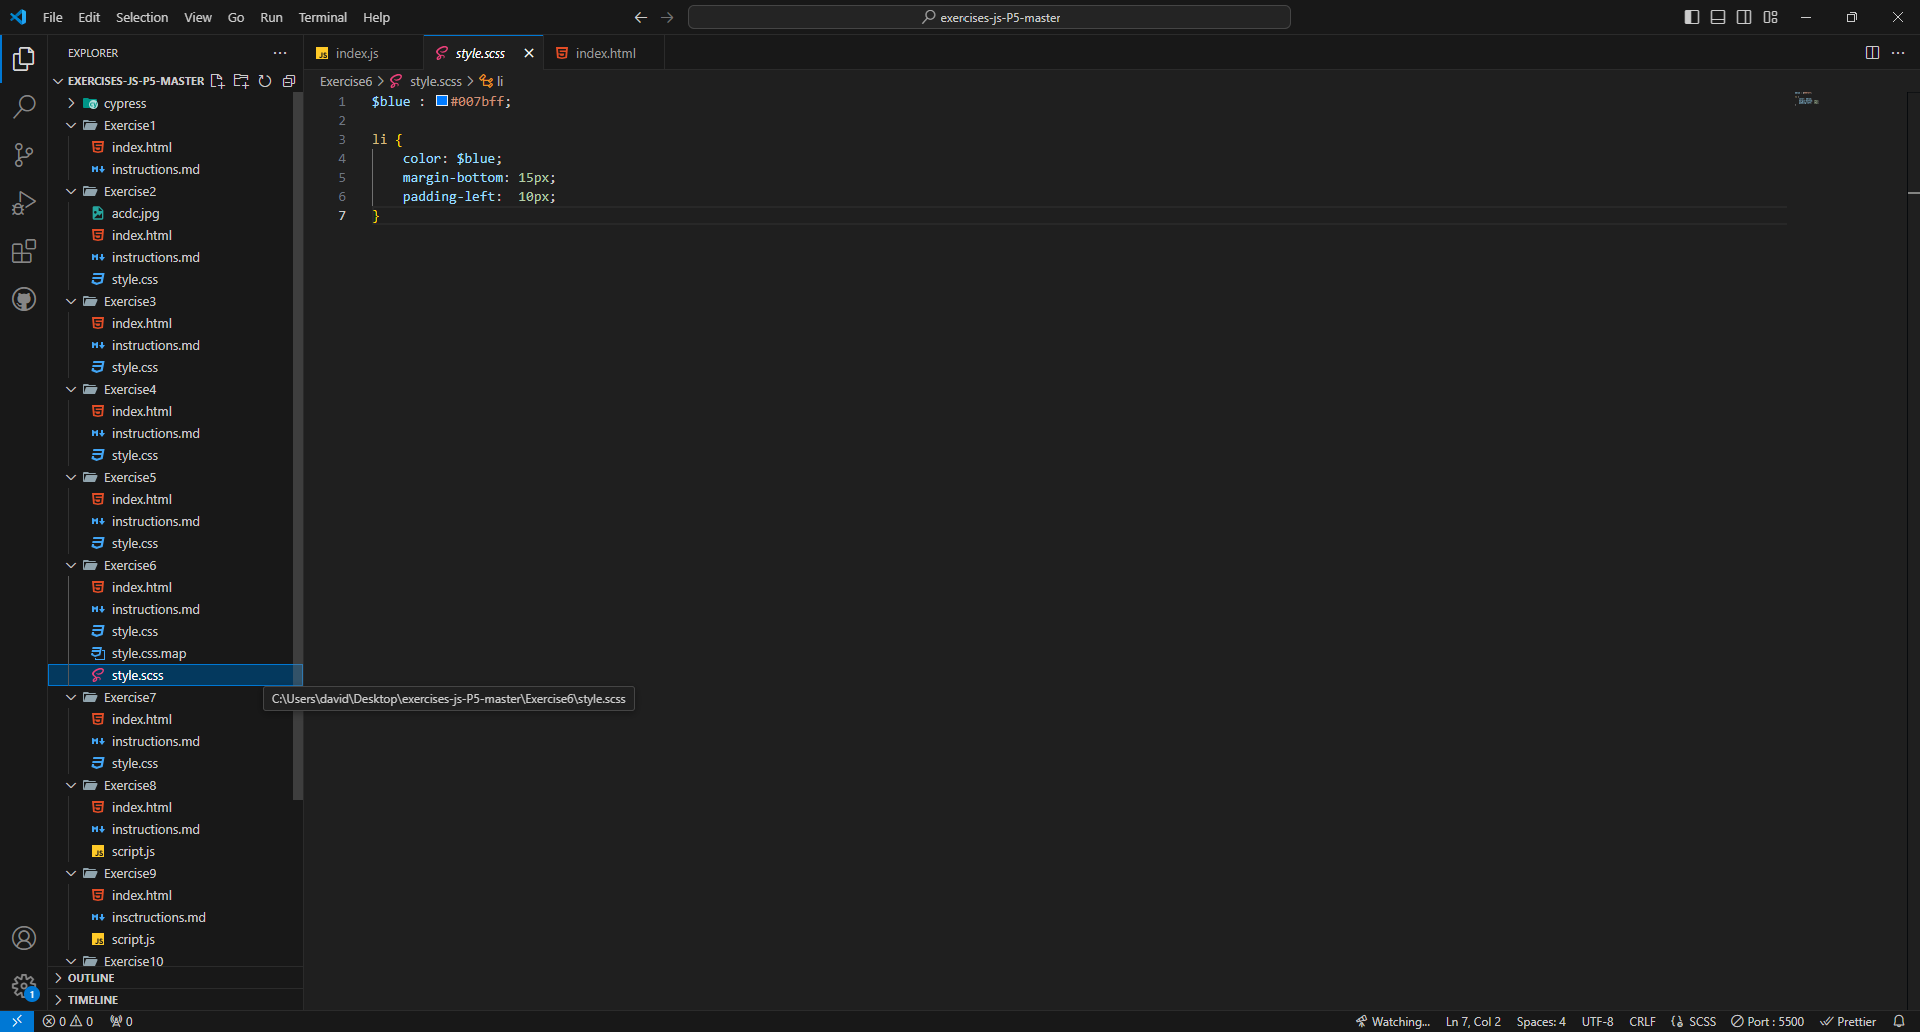 File Edit Selection View Go Run Terminal Help
exercises-js-P5-master
EXPLORER
EXERCISES-JS-P5-MASTER
cypress
Exercise1
index.html
instructions.md
Exercise2
acdc.jpg
index.html
instructions.md
style.css
Exercise3
index.html
instructions.md
style.css
Exercise4
index.html
instructions.md
style.css
Exercise5
index.html
instructions.md
style.css
Exercise6
index.html
instructions.md
style.css
style.css.map
style.scss
Exercise7
index.html
instructions.md
style.css
Exercise8
index.html
instructions.md
script.js
Exercise9
index.html
insctructions.md
script.js
Exercise10
OUTLINE
TIMELINE
index.js style.scss index.html
Exercise6 > style.scss > li
1 $blue : #007bff;
2
3 li {
4 color: $blue;
5 margin-bottom: 15px;
6 padding-left: 10px;
7 }
C:\Users\david\Desktop\exercises-js-P5-master\Exercise6\style.scss
1
0 0 0 Watching... Ln 7, Col 2 Spaces: 4 UTF-8 CRLF SCSS Port : 5500 Prettier